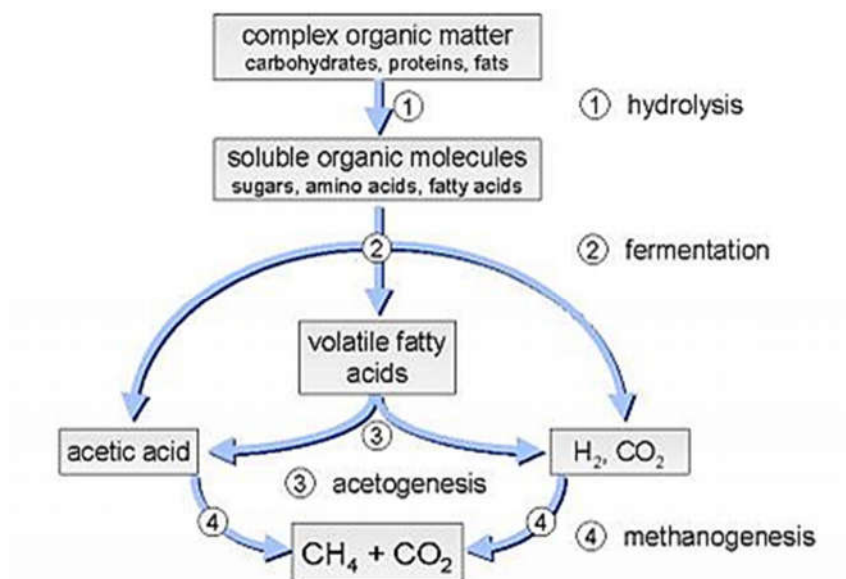 complex organic matter
carbohydrates, proteins, fats
①
① hydrolysis
soluble organic molecules
sugars, amino acids, fatty acids
②
② fermentation
volatile fatty
acids
③
acetic acid
H₂, CO₂
③ acetogenesis
④
④
④ methanogenesis
CH₄ + CO₂